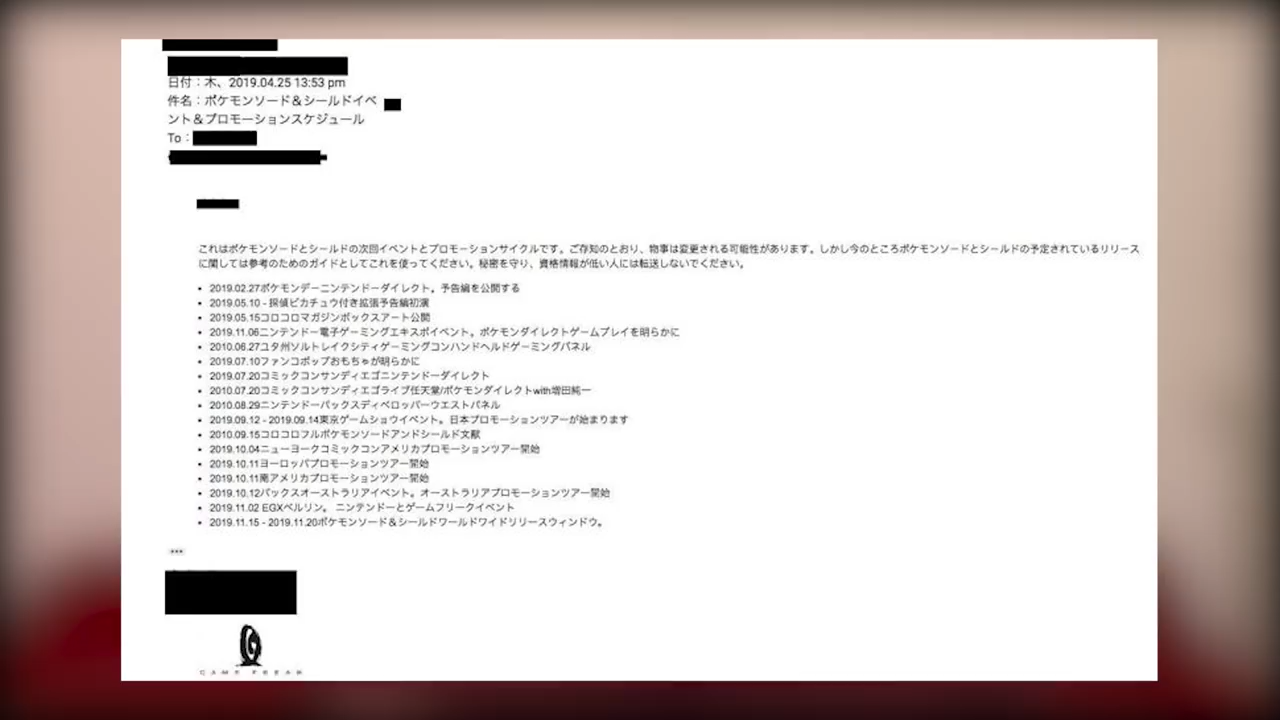 日付：木、2019.04.25 13:53 pm
件名：ポケモンソード＆シールドイベ
ント＆プロモーションスケジュール
To：
これはポケモンソードとシールドの次回イベントとプロモーションサイクルです。ご存知のとおり、物事は変更される可能性があります。しかし今のところポケモンソードとシールドの予定されているリリース
に関しては参考のためのガイドとしてこれを使ってください。秘密を守り、資格情報が低い人には転送しないでください。
• 2019.02.27ポケモンデーニンテンドーダイレクト。予告編を公開する
• 2019.05.10 - 探偵ピカチュウ付き拡張予告編初演
• 2019.05.15コロコロマガジンボックスアート公開
• 2019.11.06ニンテンドー電子ゲーミングエキスポイベント。ポケモンダイレクトゲームプレイを明らかに
• 2010.06.27ユタ州ソルトレイクシティゲーミングコンハンドヘルドゲーミングパネル
• 2019.07.10ファンコポップおもちゃが明らかに
• 2019.07.20コミックコンサンディエゴニンテンドーダイレクト
• 2010.07.20コミックコンサンディエゴライブ任天堂/ポケモンダイレクトwith増田純一
• 2010.08.29ニンテンドーパックスディベロッパーウエストパネル
• 2019.09.12 - 2019.09.14東京ゲームショウイベント。日本プロモーションツアーが始まります
• 2010.09.15コロコロフルポケモンソードアンドシールド文献
• 2019.10.04ニューヨークコミックコンアメリカプロモーションツアー開始
• 2019.10.11ヨーロッパプロモーションツアー開始
• 2019.10.11南アメリカプロモーションツアー開始
• 2019.10.12パックスオーストラリアイベント。オーストラリアプロモーションツアー開始
• 2019.11.02 EGXベルリン。 ニンテンドーとゲームフリークイベント
• 2019.11.15 - 2019.11.20ポケモンソード＆シールドワールドワイドリリースウィンドウ。
•••
GAME FREAK